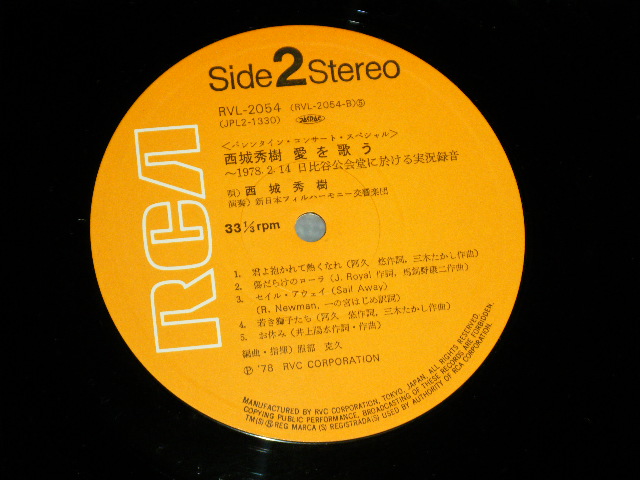 RCA
Side 2 Stereo
RVL-2054 (RVL-2054-B)⑤
(JPL2-1330) JASRAC
<バレンタイン・コンサート・スペシャル>
西城秀樹 愛を歌う
～1978.2.14 日比谷公会堂に於ける実況録音
唄)西城秀樹
演奏)新日本フィルハーモニー交響楽団
33 1/3 rpm
1. 君よ抱かれて熱くなれ (阿久 悠作詞, 三木たかし作曲)
2. 傷だらけのローラ (J. Royal 作詞, 馬飼野康二作曲)
3. セイル・アウェイ (Sail Away)
(R. Newman, 一の宮はじめ訳詞)
4. 若き獅子たち (阿久 悠作詞, 三木たかし作曲)
5. お休み (井上陽水作詞・作曲)
編曲・指揮) 服部 克久
Ⓟ '78 RVC CORPORATION
MANUFACTURED BY RVC CORPORATION, TOKYO, JAPAN. ALL RIGHTS RESERVED.
COPYING PUBLIC PERFORMANCE, BROADCASTING OF THESE RECORDS ARE FORBIDDEN.
TM(S) ® REG MARCA(S) REGISTRADA(S) USED BY AUTHORITY OF RCA CORPORATION.